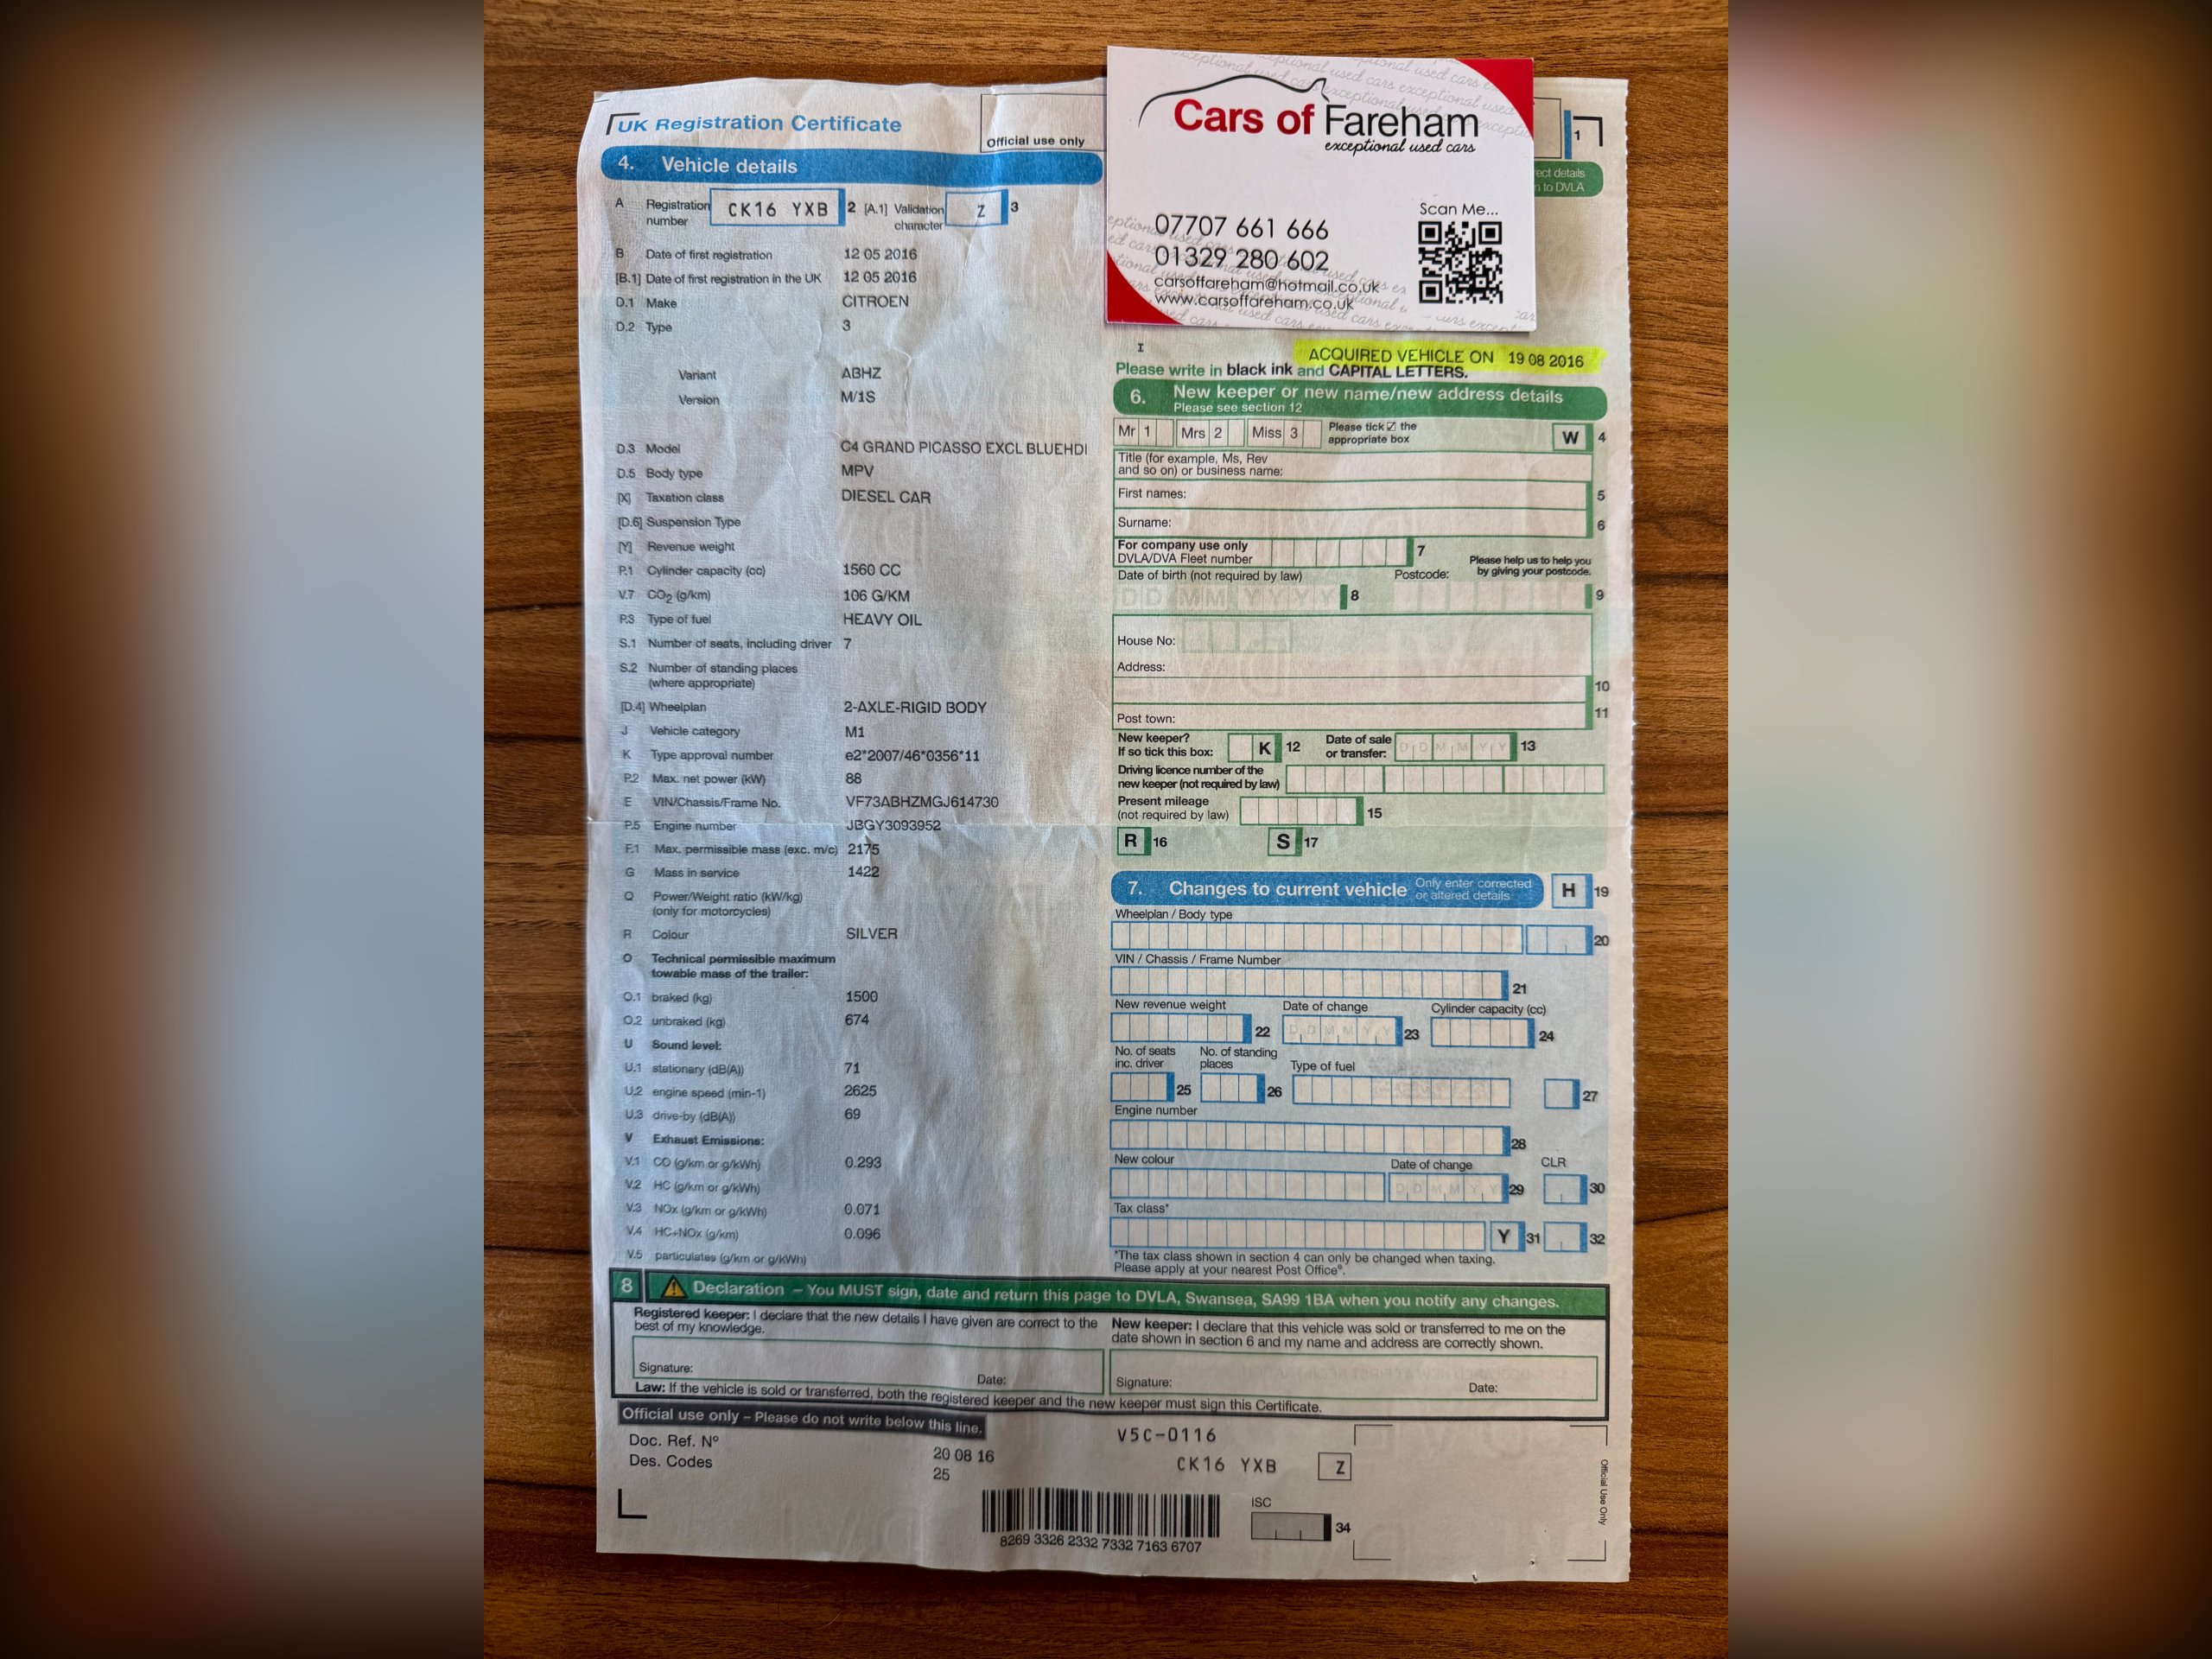 UK Registration Certificate
Official use only
4. Vehicle details
A Registration number CK16 YXB 2 [A.1] Validation character Z 3
B Date of first registration 12 05 2016
[B.1] Date of first registration in the UK 12 05 2016
D.1 Make CITROEN
D.2 Type 3
Variant ABHZ
Version M/1S
D.3 Model C4 GRAND PICASSO EXCL BLUEHDI
D.5 Body type MPV
[X] Taxation class DIESEL CAR
[D.6] Suspension Type
[Y] Revenue weight
P.1 Cylinder capacity (cc) 1560 CC
V.7 CO2 (g/km) 106 G/KM
P.3 Type of fuel HEAVY OIL
S.1 Number of seats, including driver 7
S.2 Number of standing places
(where appropriate)
[D.4] Wheelplan 2-AXLE-RIGID BODY
J Vehicle category M1
K Type approval number e2*2007/46*0356*11
P.2 Max. net power (kW) 88
E VIN/Chassis/Frame No. VF73ABHZMGJ614730
P.5 Engine number JBGY3093952
F.1 Max. permissible mass (exc. m/c) 2175
G Mass in service 1422
Q Power/Weight ratio (kW/kg)
(only for motorcycles)
R Colour SILVER
O Technical permissible maximum
towable mass of the trailer:
O.1 braked (kg) 1500
O.2 unbraked (kg) 674
U Sound level:
U.1 stationary (dB(A)) 71
U.2 engine speed (min-1) 2625
U.3 drive-by (dB(A)) 69
V Exhaust Emissions:
V.1 CO (g/km or g/kWh) 0.293
V.2 HC (g/km or g/kWh)
V.3 NOx (g/km or g/kWh) 0.071
V.4 HC+NOx (g/km) 0.096
V.5 particulates (g/km or g/kWh)
Cars of Fareham
exceptional used cars
07707 661 666
01329 280 602
carsoffareham@hotmail.co.uk
www.carsoffareham.co.uk
Scan Me...
1
to DVLA
I
ACQUIRED VEHICLE ON 19 08 2016
Please write in black ink and CAPITAL LETTERS.
6. New keeper or new name/new address details
Please see section 12
Mr 1 Mrs 2 Miss 3 Please tick ☑ the
appropriate box W 4
Title (for example, Ms, Rev
and so on) or business name:
First names: 5
Surname: 6
For company use only
DVLA/DVA Fleet number 7
Please help us to help you
by giving your postcode.
Date of birth (not required by law) Postcode:
D D M M Y Y Y Y 8 9
House No:
Address:
10
11
Post town:
New keeper?
If so tick this box: K 12 Date of sale
or transfer: D D M M Y Y 13
Driving licence number of the
new keeper (not required by law)
Present mileage
(not required by law) 15
R 16 S 17
7. Changes to current vehicle Only enter corrected
or altered details H 19
Wheelplan / Body type
20
VIN / Chassis / Frame Number
21
New revenue weight Date of change Cylinder capacity (cc)
22 D D M M Y Y 23 24
No. of seats
inc. driver No. of standing
places Type of fuel
25 26 27
Engine number
28
New colour Date of change CLR
D D M M Y Y 29 30
Tax class*
Y 31 32
*The tax class shown in section 4 can only be changed when taxing.
Please apply at your nearest Post Office®.
8 Declaration – You MUST sign, date and return this page to DVLA, Swansea, SA99 1BA when you notify any changes.
Registered keeper: I declare that the new details I have given are correct to the
best of my knowledge.
Signature: Date:
New keeper: I declare that this vehicle was sold or transferred to me on the
date shown in section 6 and my name and address are correctly shown.
Signature: Date:
Law: If the vehicle is sold or transferred, both the registered keeper and the new keeper must sign this Certificate.
Official use only – Please do not write below this line.
Doc. Ref. Nº 20 08 16
Des. Codes 25
V5C-0116
CK16 YXB Z
8269 3326 2332 7332 7163 6707
ISC
34
Official Use Only